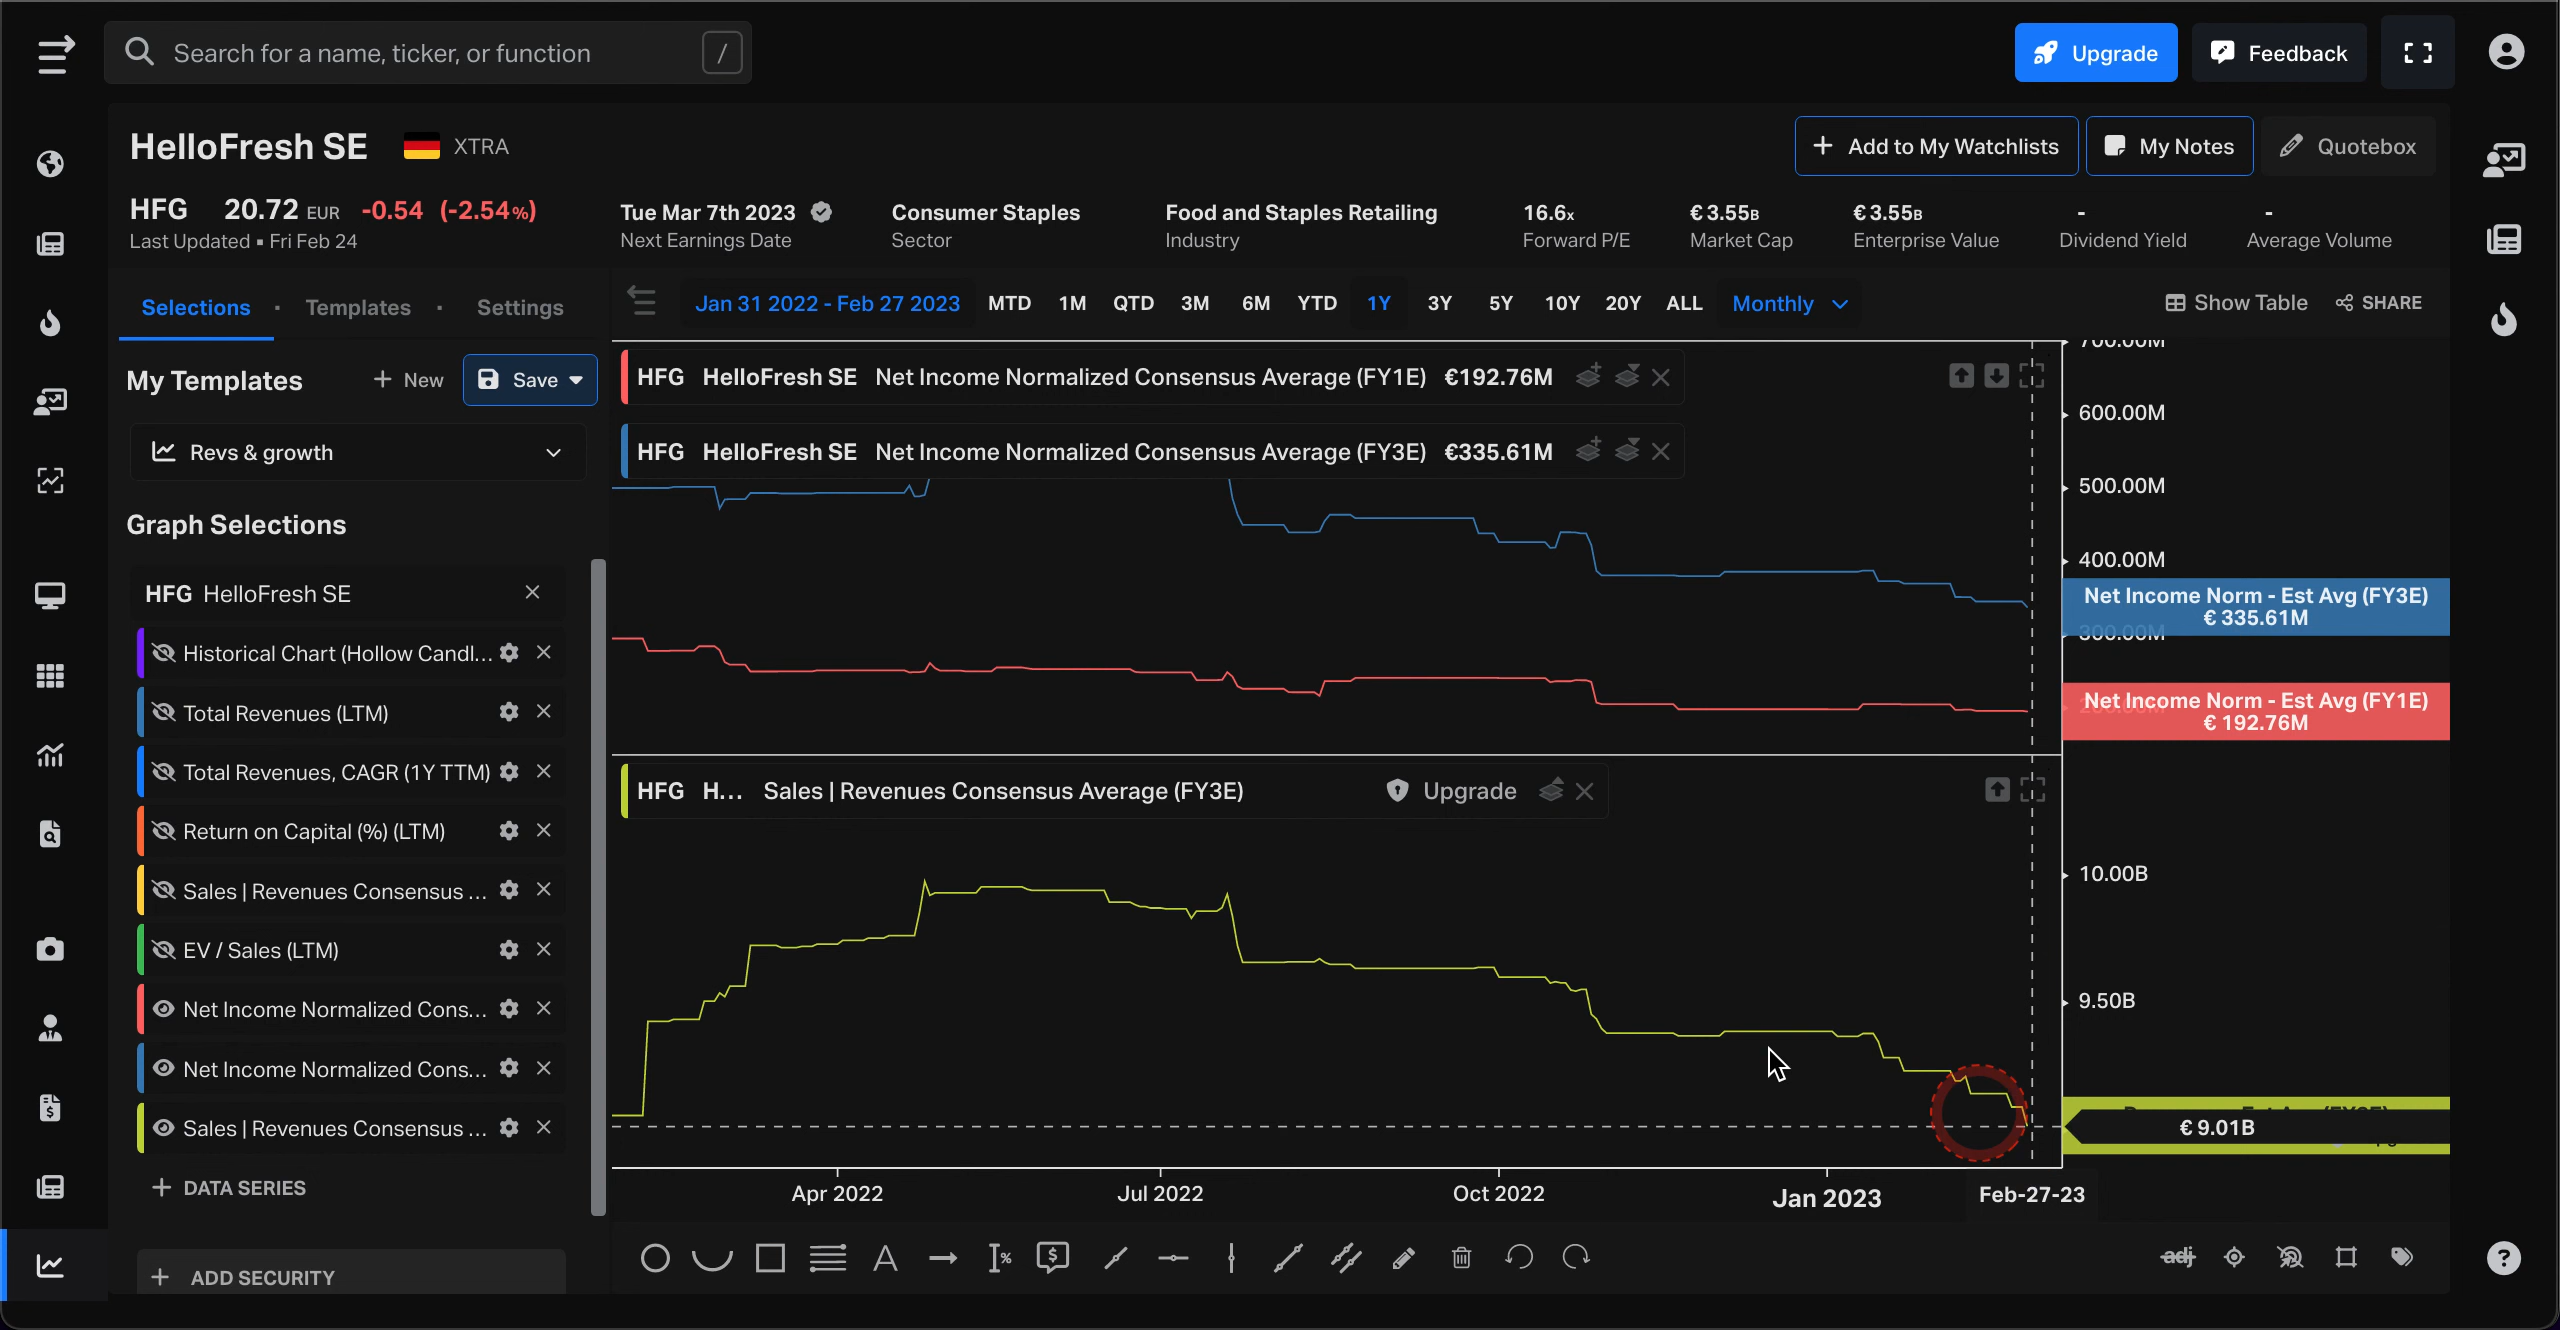 Search for a name, ticker, or function /
Upgrade
Feedback
HelloFresh SE XTRA
+ Add to My Watchlists
My Notes
Quotebox
HFG 20.72 EUR -0.54 (-2.54%)
Last Updated ▪ Fri Feb 24
Tue Mar 7th 2023
Next Earnings Date
Consumer Staples
Sector
Food and Staples Retailing
Industry
16.6x
Forward P/E
€ 3.55B
Market Cap
€ 3.55B
Enterprise Value
-
Dividend Yield
-
Average Volume
Selections · Templates · Settings
Jan 31 2022 - Feb 27 2023 MTD 1M QTD 3M 6M YTD 1Y 3Y 5Y 10Y 20Y ALL Monthly
Show Table SHARE
My Templates + New Save
Revs & growth
Graph Selections
HFG HelloFresh SE
Historical Chart (Hollow Candl...
Total Revenues (LTM)
Total Revenues, CAGR (1Y TTM)
Return on Capital (%) (LTM)
Sales | Revenues Consensus ...
EV / Sales (LTM)
Net Income Normalized Cons...
Net Income Normalized Cons...
Sales | Revenues Consensus ...
+ DATA SERIES
+ ADD SECURITY
HFG HelloFresh SE Net Income Normalized Consensus Average (FY1E) €192.76M
HFG HelloFresh SE Net Income Normalized Consensus Average (FY3E) €335.61M
700.00M
600.00M
500.00M
400.00M
Net Income Norm - Est Avg (FY3E)
€ 335.61M
300.00M
Net Income Norm - Est Avg (FY1E)
€ 192.76M
HFG H... Sales | Revenues Consensus Average (FY3E) Upgrade
10.00B
9.50B
€ 9.01B
Apr 2022
Jul 2022
Oct 2022
Jan 2023
Feb-27-23
A
%
$
adj
?